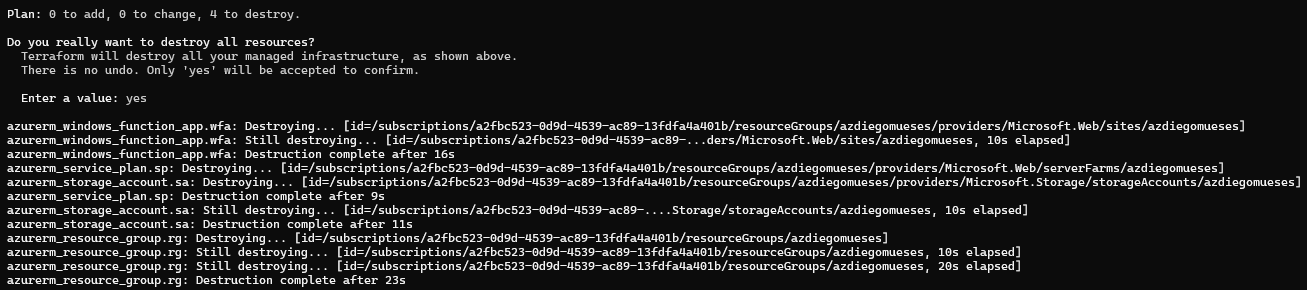 Plan: 0 to add, 0 to change, 4 to destroy.
Do you really want to destroy all resources?
Terraform will destroy all your managed infrastructure, as shown above.
There is no undo. Only 'yes' will be accepted to confirm.
Enter a value: yes
azurerm_windows_function_app.wfa: Destroying... [id=/subscriptions/a2fbc523-0d9d-4539-ac89-13fdfa4a401b/resourceGroups/azdiegomueses/providers/Microsoft.Web/sites/azdiegomueses]
azurerm_windows_function_app.wfa: Still destroying... [id=/subscriptions/a2fbc523-0d9d-4539-ac89-...ders/Microsoft.Web/sites/azdiegomueses, 10s elapsed]
azurerm_windows_function_app.wfa: Destruction complete after 16s
azurerm_service_plan.sp: Destroying... [id=/subscriptions/a2fbc523-0d9d-4539-ac89-13fdfa4a401b/resourceGroups/azdiegomueses/providers/Microsoft.Web/serverFarms/azdiegomueses]
azurerm_storage_account.sa: Destroying... [id=/subscriptions/a2fbc523-0d9d-4539-ac89-13fdfa4a401b/resourceGroups/azdiegomueses/providers/Microsoft.Storage/storageAccounts/azdiegomueses]
azurerm_service_plan.sp: Destruction complete after 9s
azurerm_storage_account.sa: Still destroying... [id=/subscriptions/a2fbc523-0d9d-4539-ac89-....Storage/storageAccounts/azdiegomueses, 10s elapsed]
azurerm_storage_account.sa: Destruction complete after 11s
azurerm_resource_group.rg: Destroying... [id=/subscriptions/a2fbc523-0d9d-4539-ac89-13fdfa4a401b/resourceGroups/azdiegomueses]
azurerm_resource_group.rg: Still destroying... [id=/subscriptions/a2fbc523-0d9d-4539-ac89-13fdfa4a401b/resourceGroups/azdiegomueses, 10s elapsed]
azurerm_resource_group.rg: Still destroying... [id=/subscriptions/a2fbc523-0d9d-4539-ac89-13fdfa4a401b/resourceGroups/azdiegomueses, 20s elapsed]
azurerm_resource_group.rg: Destruction complete after 23s